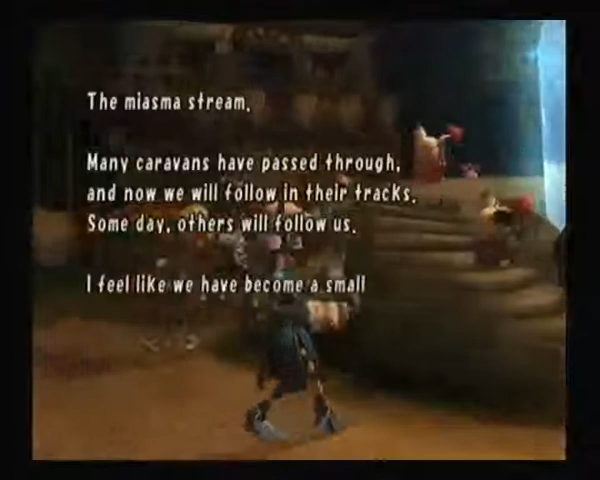 The miasma stream.
Many caravans have passed through,
and now we will follow in their tracks.
Some day, others will follow us.
I feel like we have become a small